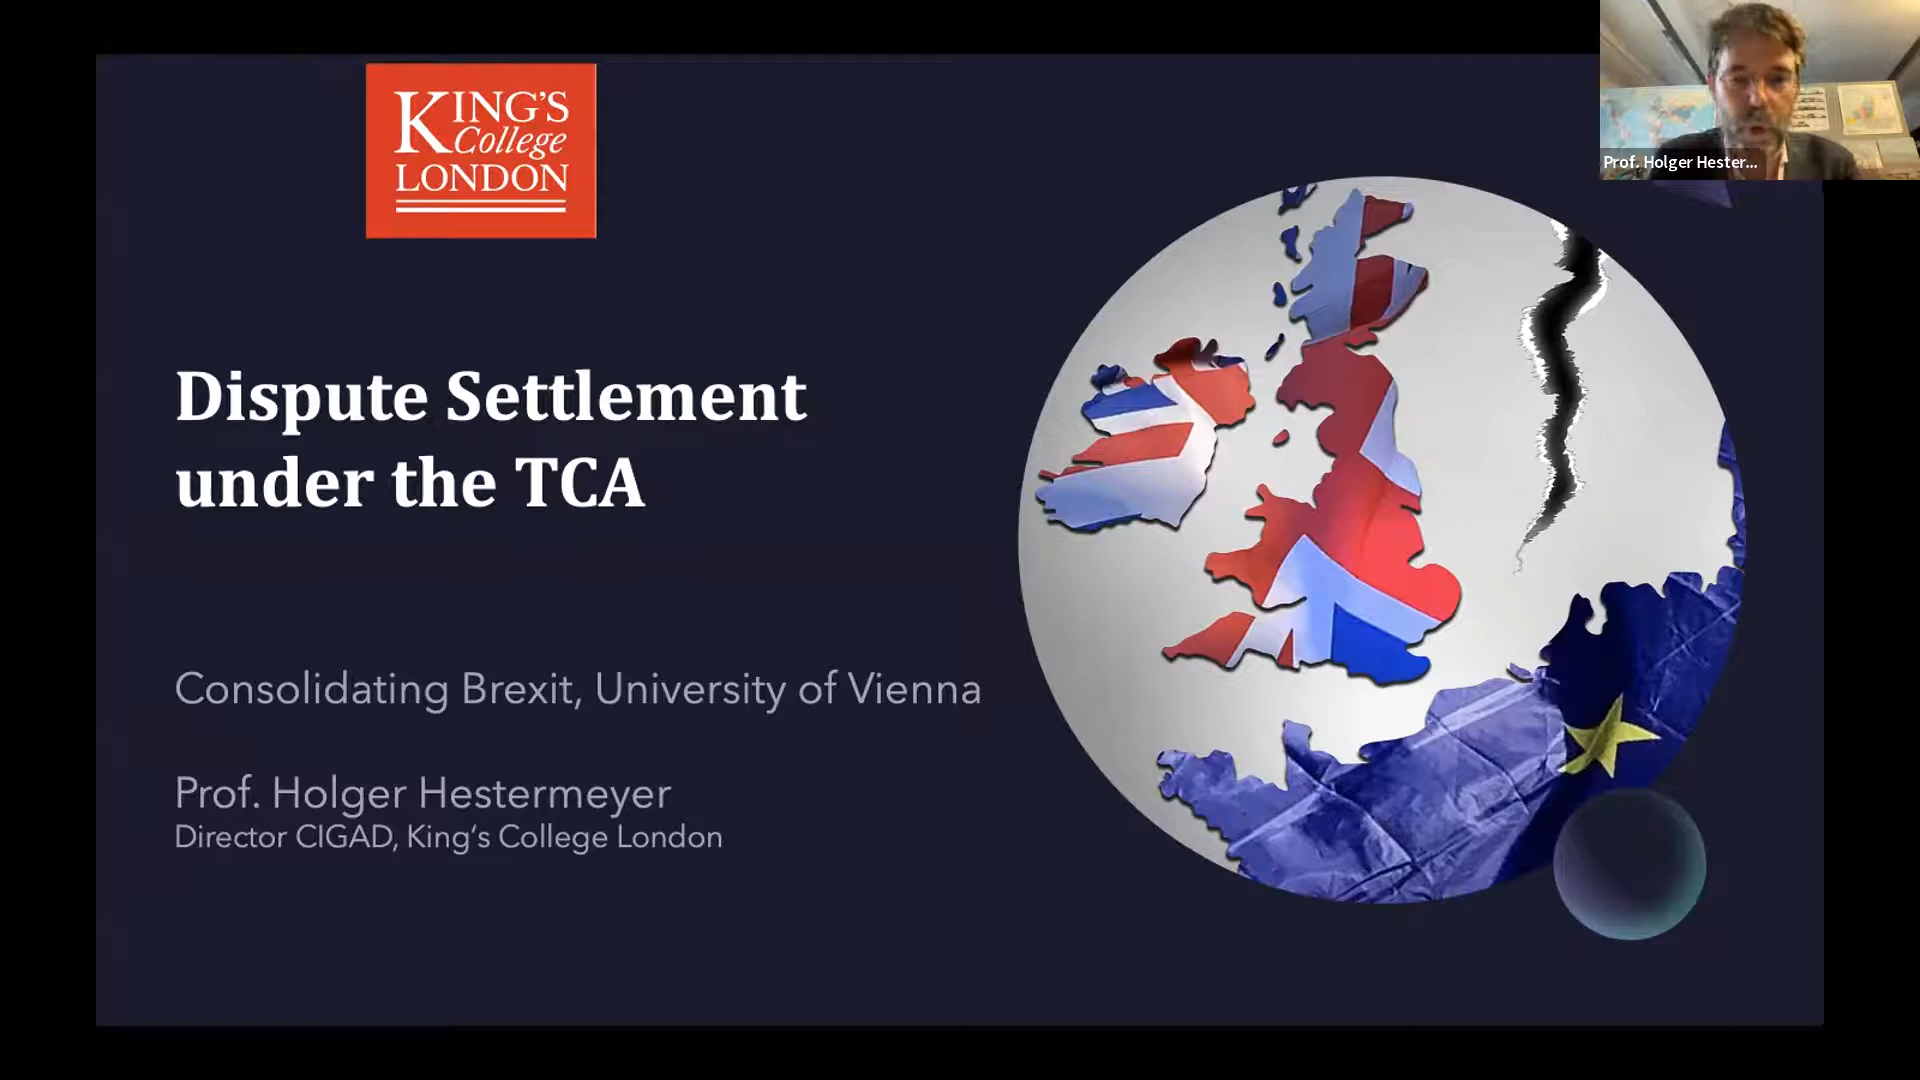 KING'S
College
LONDON
Prof. Holger Hester...
Dispute Settlement
under the TCA
Consolidating Brexit, University of Vienna
Prof. Holger Hestermeyer
Director CIGAD, King's College London